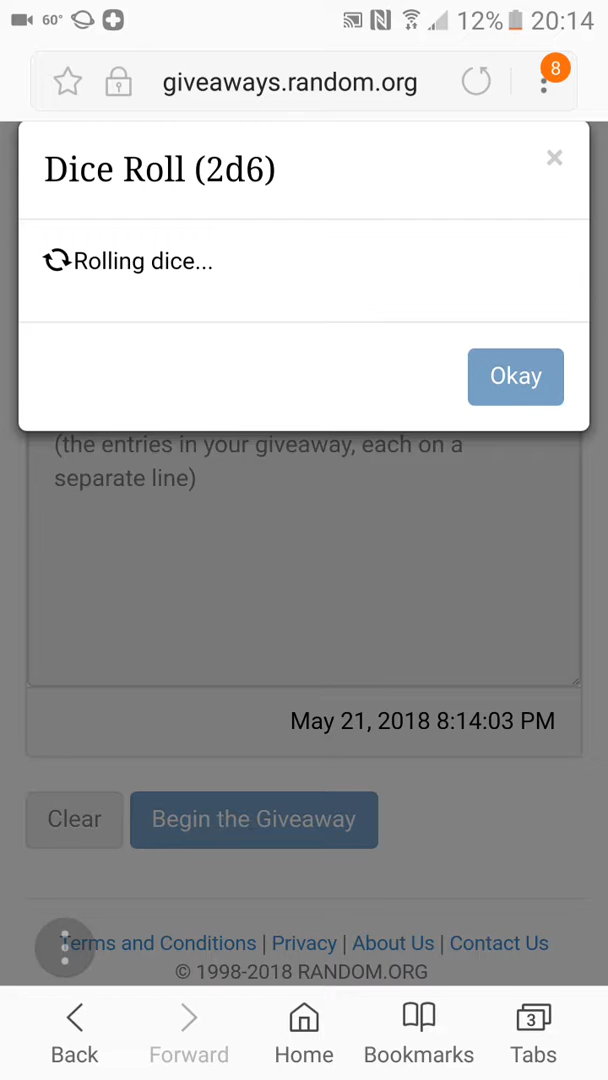 60° 12% 20:14
giveaways.random.org
8
Dice Roll (2d6)
×
Rolling dice...
Okay
(the entries in your giveaway, each on a
separate line)
May 21, 2018 8:14:03 PM
Clear Begin the Giveaway
Terms and Conditions | Privacy | About Us | Contact Us
© 1998-2018 RANDOM.ORG
3
Back Forward Home Bookmarks Tabs